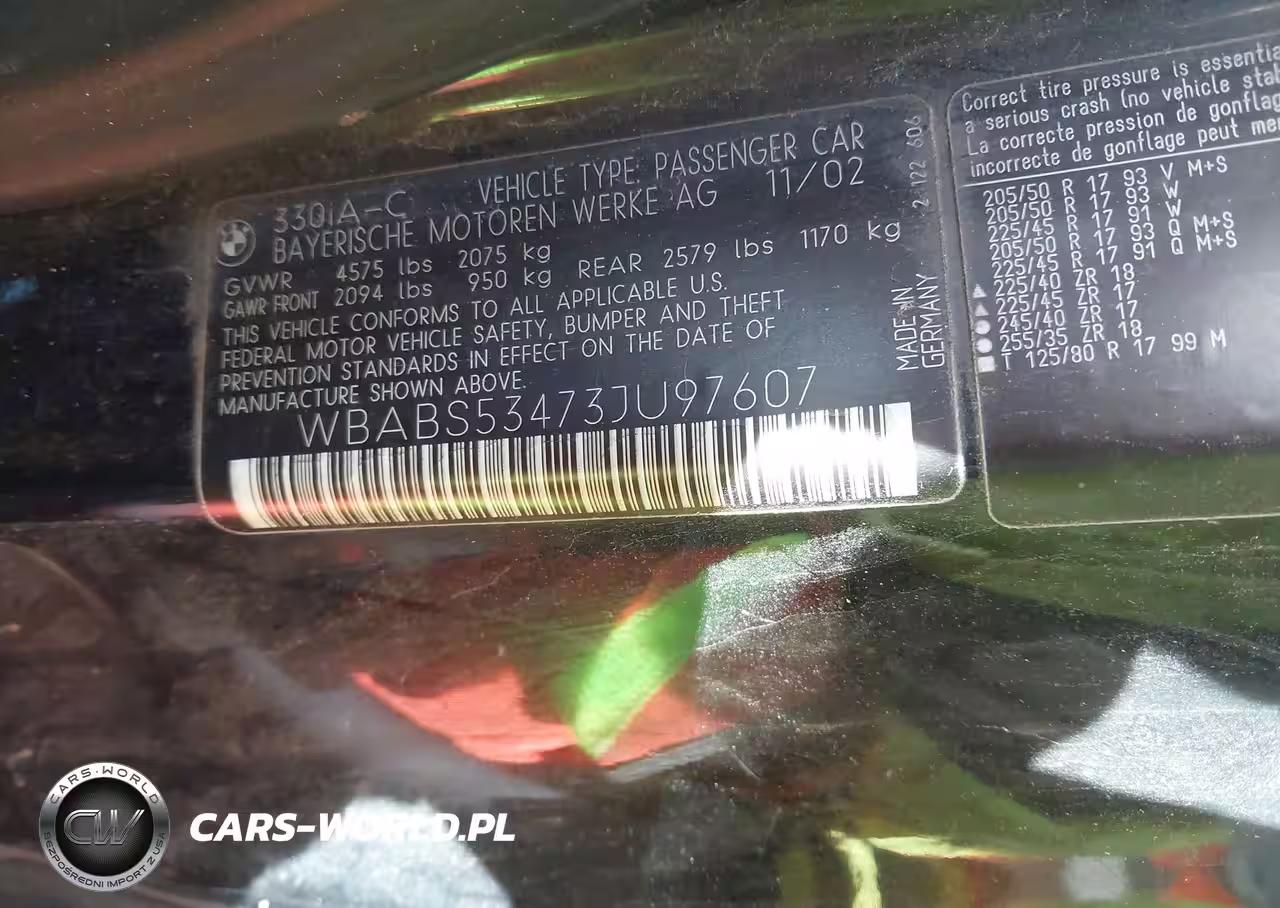 330iA-C VEHICLE TYPE: PASSENGER CAR
BAYERISCHE MOTOREN WERKE AG 11/02
GVWR 4575 lbs 2075 kg
GAWR FRONT 2094 lbs 950 kg REAR 2579 lbs 1170 kg
THIS VEHICLE CONFORMS TO ALL APPLICABLE U.S.
FEDERAL MOTOR VEHICLE SAFETY, BUMPER AND THEFT
PREVENTION STANDARDS IN EFFECT ON THE DATE OF
MANUFACTURE SHOWN ABOVE.
WBABS53473JU97607
MADE IN
GERMANY
2 122 606
Correct tire pressure is essentia
a serious crash (no vehicle stab
La correcte pression de gonflag
incorrecte de gonflage peut me
205/50 R 17 93 V M+S
205/50 R 17 93 W
225/45 R 17 91 W
205/50 R 17 93 Q M+S
225/45 R 17 91 Q M+S
225/40 ZR 18
225/45 ZR 17
245/40 ZR 17
255/35 ZR 18
T 125/80 R 17 99 M
CARS-WORLD
CW
BEZPOŚREDNI IMPORT Z USA
CARS-WORLD.PL